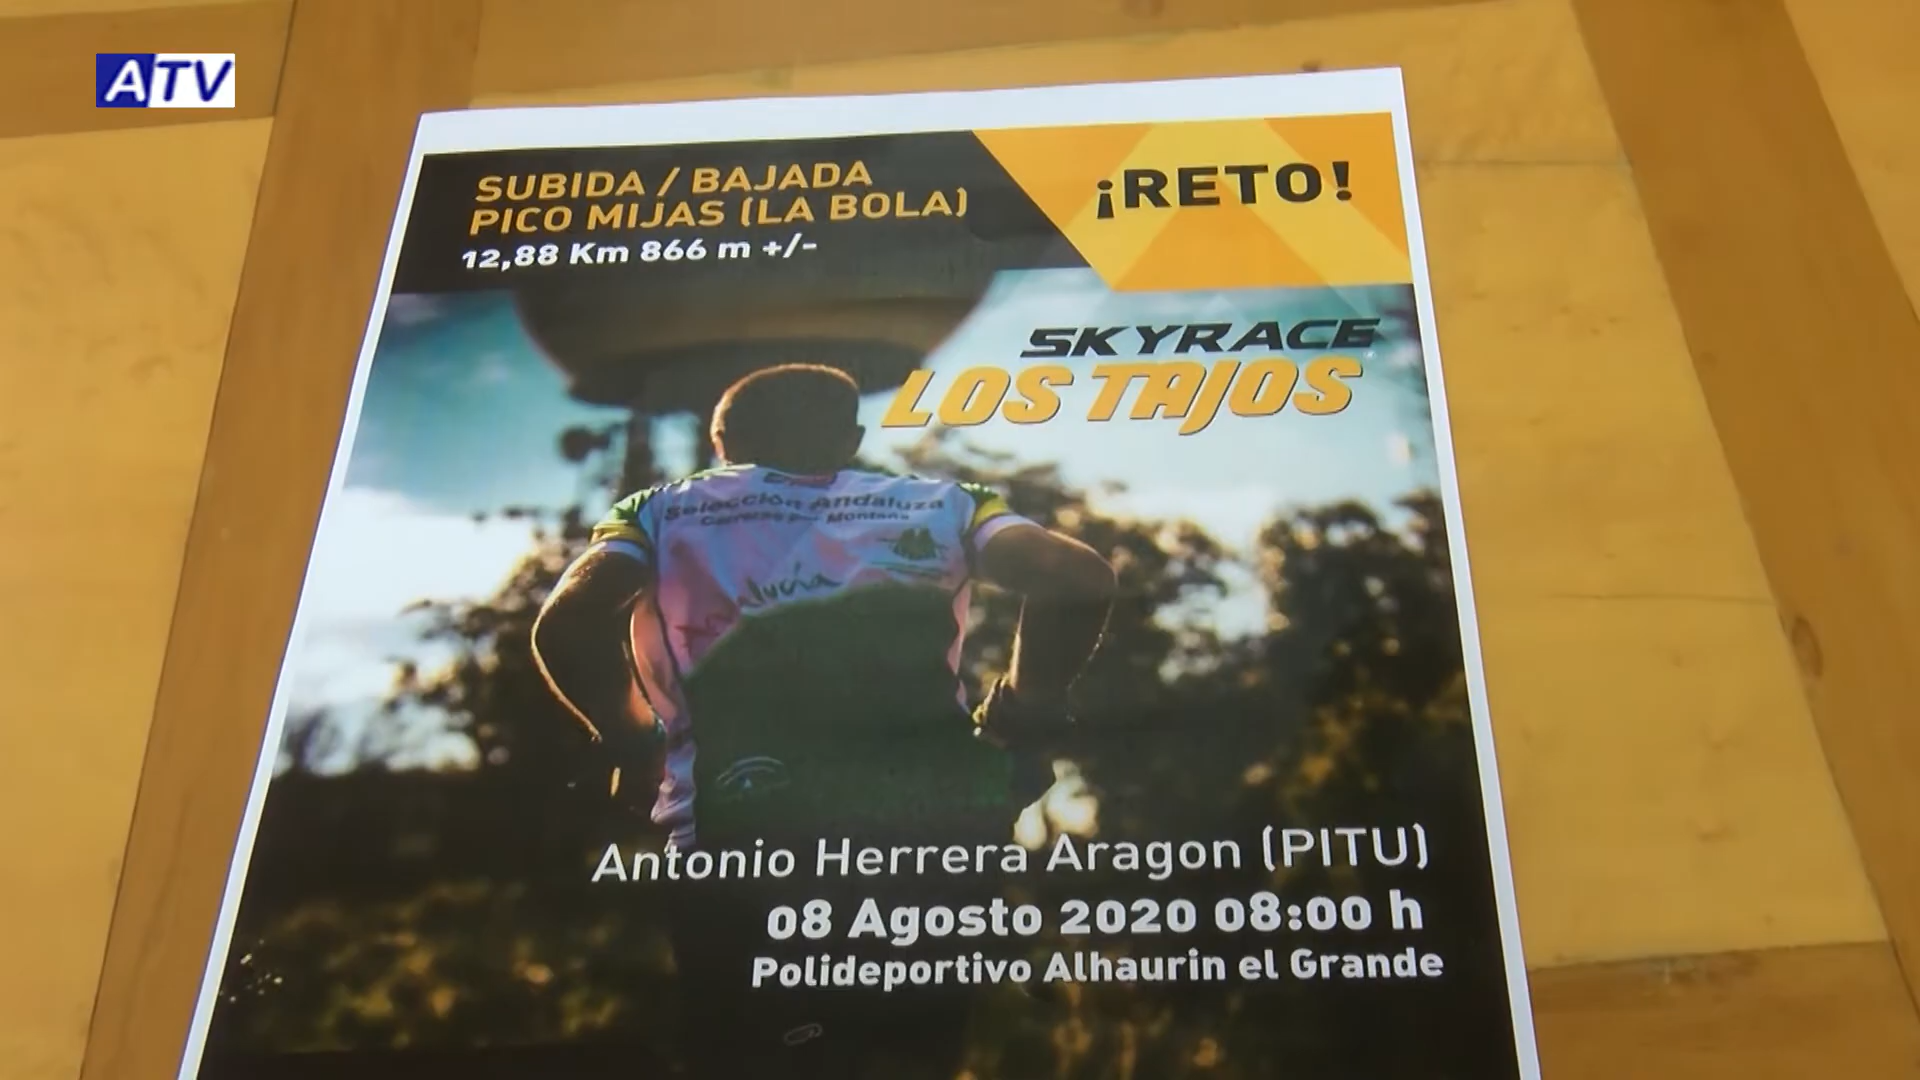 ATV
SUBIDA / BAJADA
PICO MIJAS (LA BOLA)
12,88 Km 866 m +/-
¡RETO!
SKYRACE
LOS TAJOS
Selección Andaluza
Carreras por Montaña
Andalucía
Antonio Herrera Aragon (PITU)
08 Agosto 2020 08:00 h
Polideportivo Alhaurin el Grande